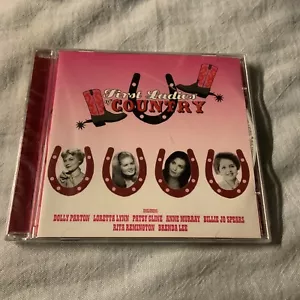 First Ladies
of COUNTRY
DOLLY PARTON LORETTA LYNN PATSY CLINE ANNE MURRAY BILLIE JO SPEARS
RITA REMINGTON BRENDA LEE